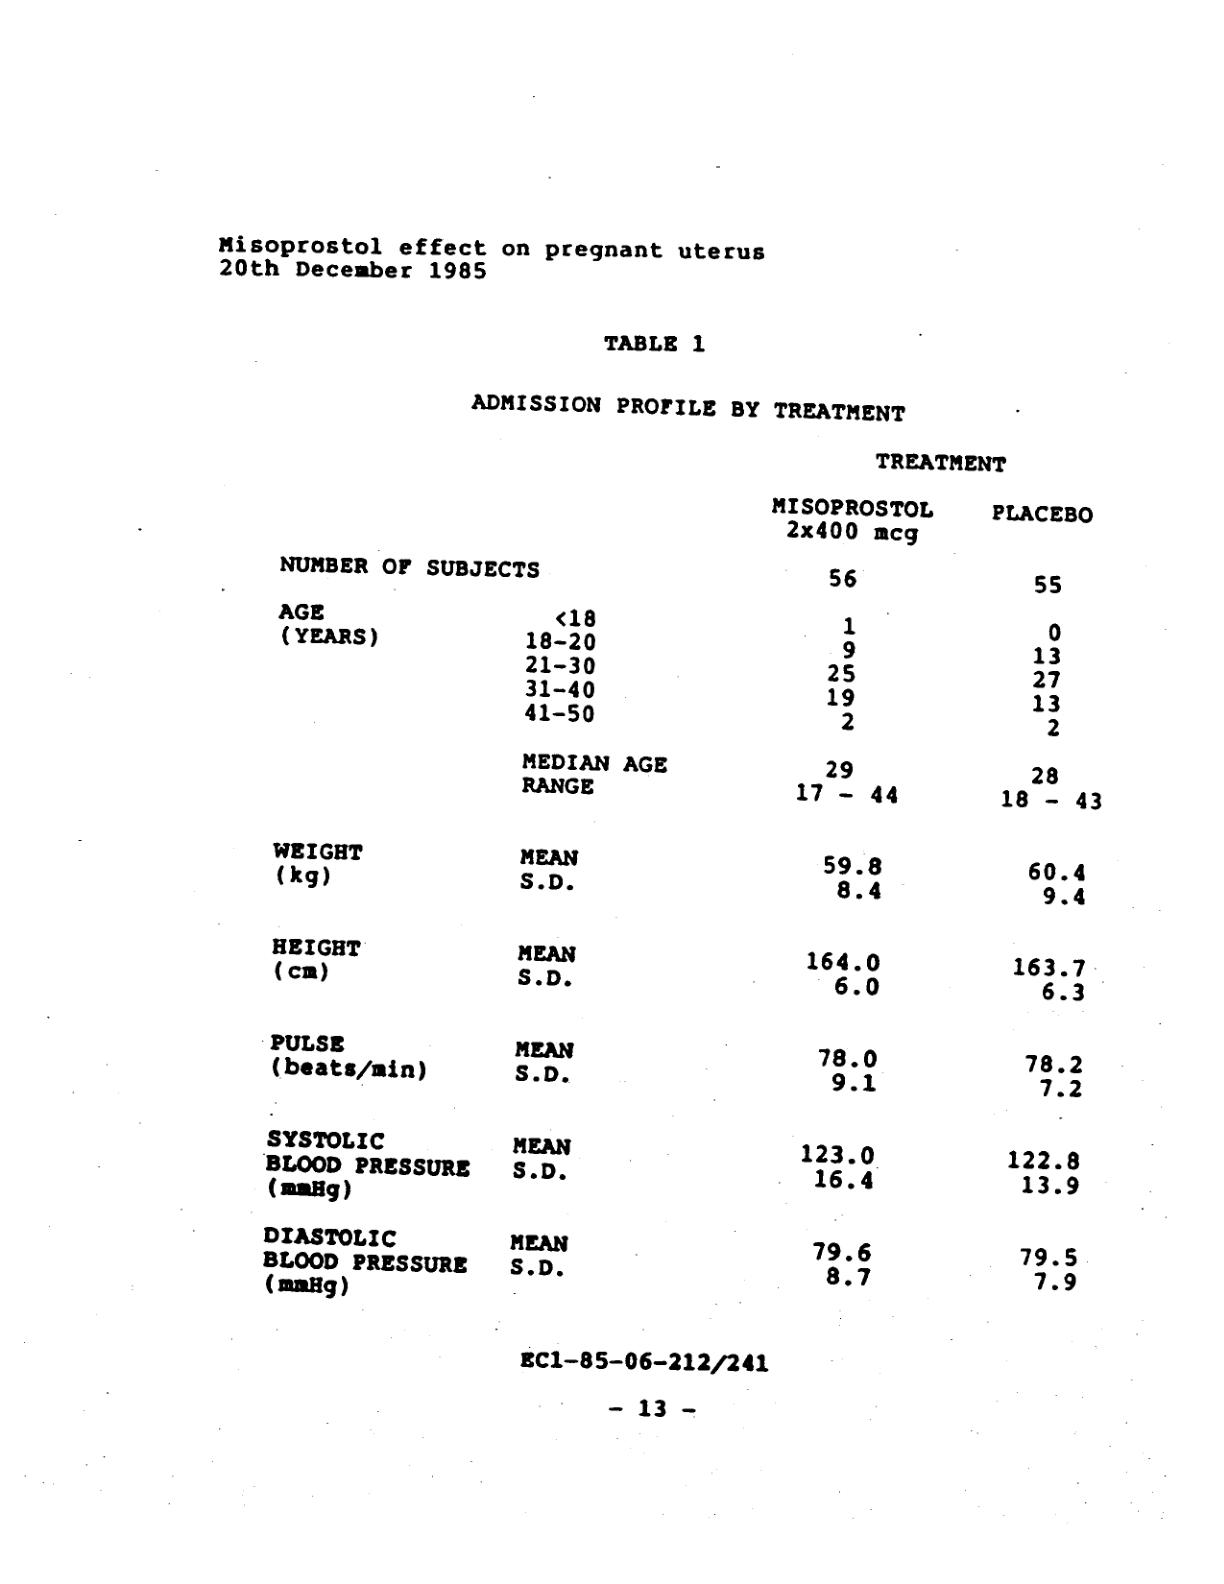 Misoprostol effect on pregnant uterus
20th December 1985
TABLE 1
ADMISSION PROFILE BY TREATMENT
TREATMENT
MISOPROSTOL PLACEBO
2x400 mcg
NUMBER OF SUBJECTS 56 55
AGE <18 1 0
(YEARS) 18-20 9 13
21-30 25 27
31-40 19 13
41-50 2 2
MEDIAN AGE 29 28
RANGE 17 - 44 18 - 43
WEIGHT MEAN 59.8 60.4
(kg) S.D. 8.4 9.4
HEIGHT MEAN 164.0 163.7
(cm) S.D. 6.0 6.3
PULSE MEAN 78.0 78.2
(beats/min) S.D. 9.1 7.2
SYSTOLIC MEAN 123.0 122.8
BLOOD PRESSURE S.D. 16.4 13.9
(mmHg)
DIASTOLIC MEAN 79.6 79.5
BLOOD PRESSURE S.D. 8.7 7.9
(mmHg)
EC1-85-06-212/241
- 13 -